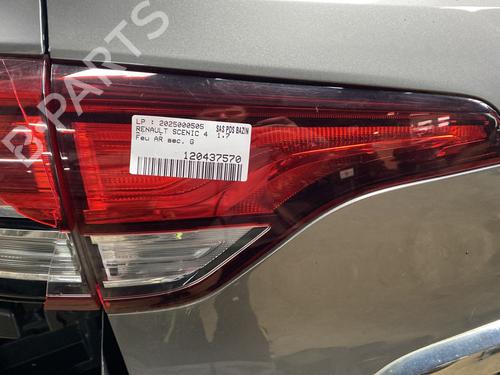 LP : 2025000505 SAS PDS BAZIN
RENAULT SCENIC 4 1.7
Feu AR sec. G
120437570
B-PARTS